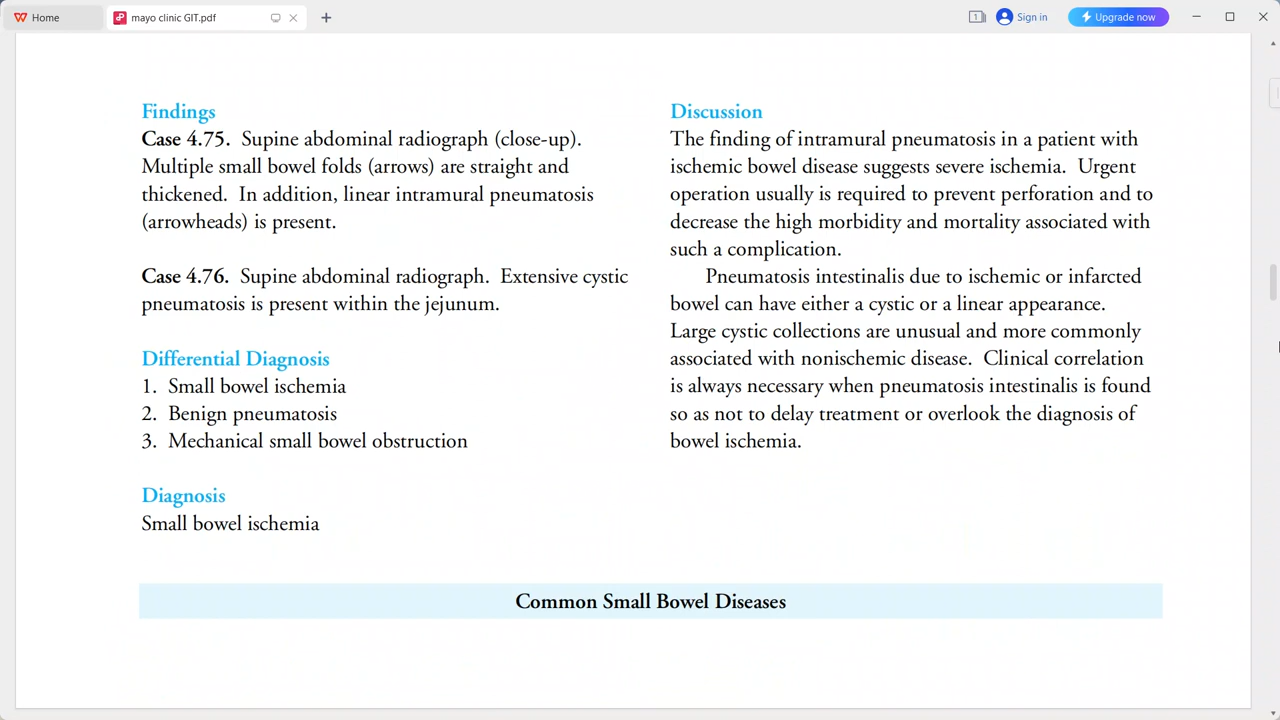 Home
mayo clinic GIT.pdf
1
Sign in
Upgrade now
Findings
Case 4.75. Supine abdominal radiograph (close-up).
Multiple small bowel folds (arrows) are straight and
thickened. In addition, linear intramural pneumatosis
(arrowheads) is present.
Case 4.76. Supine abdominal radiograph. Extensive cystic
pneumatosis is present within the jejunum.
Differential Diagnosis
1. Small bowel ischemia
2. Benign pneumatosis
3. Mechanical small bowel obstruction
Diagnosis
Small bowel ischemia
Discussion
The finding of intramural pneumatosis in a patient with
ischemic bowel disease suggests severe ischemia. Urgent
operation usually is required to prevent perforation and to
decrease the high morbidity and mortality associated with
such a complication.
Pneumatosis intestinalis due to ischemic or infarcted
bowel can have either a cystic or a linear appearance.
Large cystic collections are unusual and more commonly
associated with nonischemic disease. Clinical correlation
is always necessary when pneumatosis intestinalis is found
so as not to delay treatment or overlook the diagnosis of
bowel ischemia.
Common Small Bowel Diseases